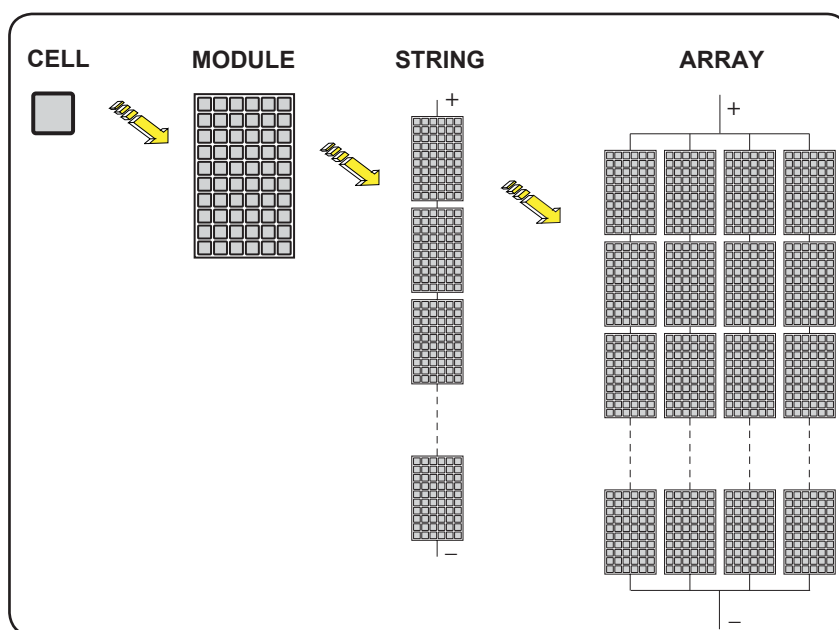 CELL MODULE STRING ARRAY
+ +
− −